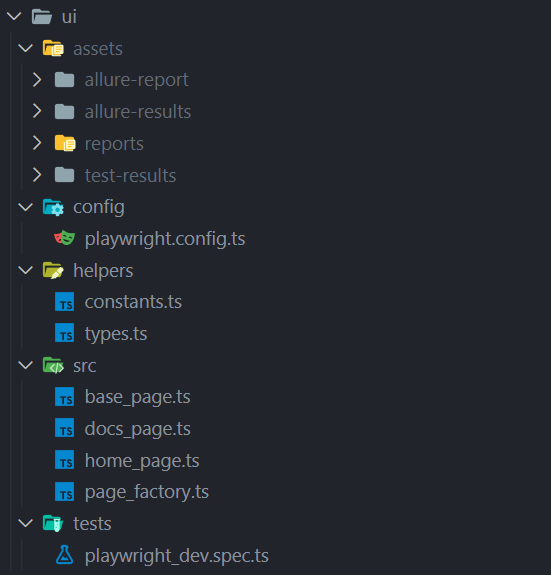 ui
assets
allure-report
allure-results
reports
test-results
config
playwright.config.ts
helpers
TS constants.ts
TS types.ts
src
TS base_page.ts
TS docs_page.ts
TS home_page.ts
TS page_factory.ts
tests
playwright_dev.spec.ts